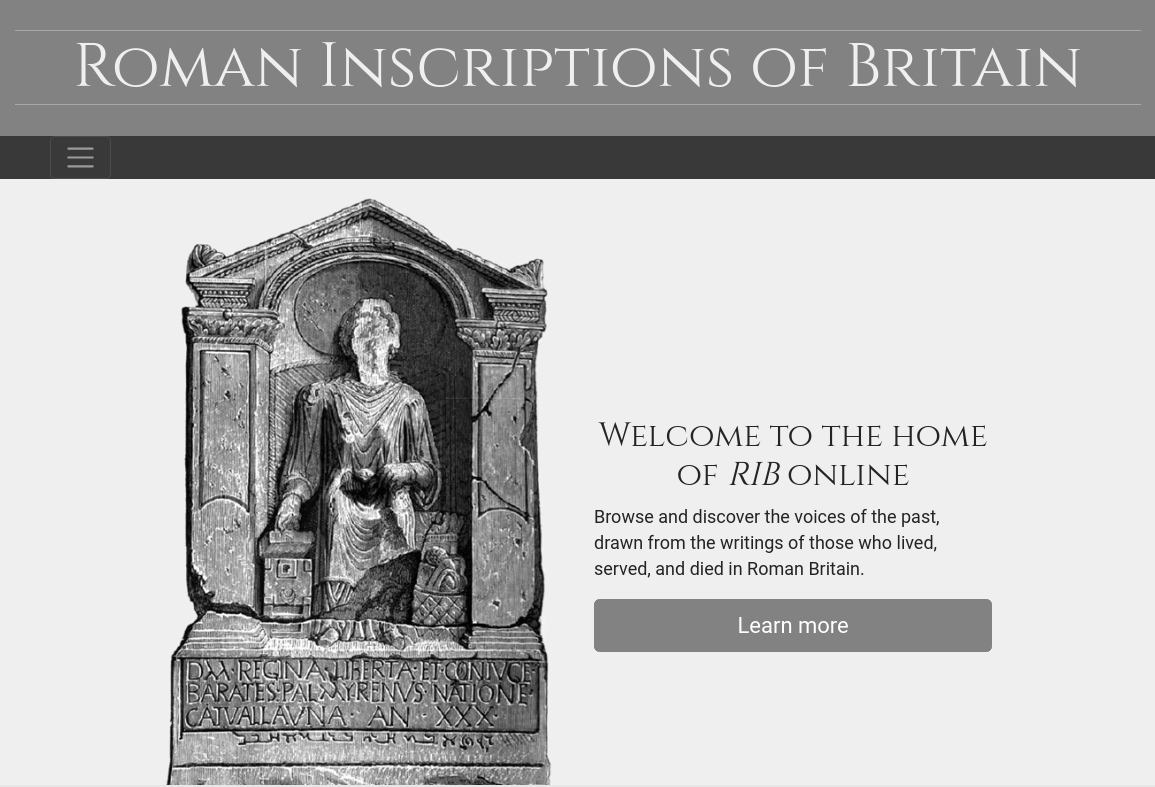 Roman Inscriptions of Britain
Welcome to the home
of RIB online
Browse and discover the voices of the past,
drawn from the writings of those who lived,
served, and died in Roman Britain.
Learn more
D·M·REGINA·LIBERTA·ET·CONIVGE·
BARATES·PALMYRENVS·NATIONE·
CATVALLAVNA·AN·XXX·